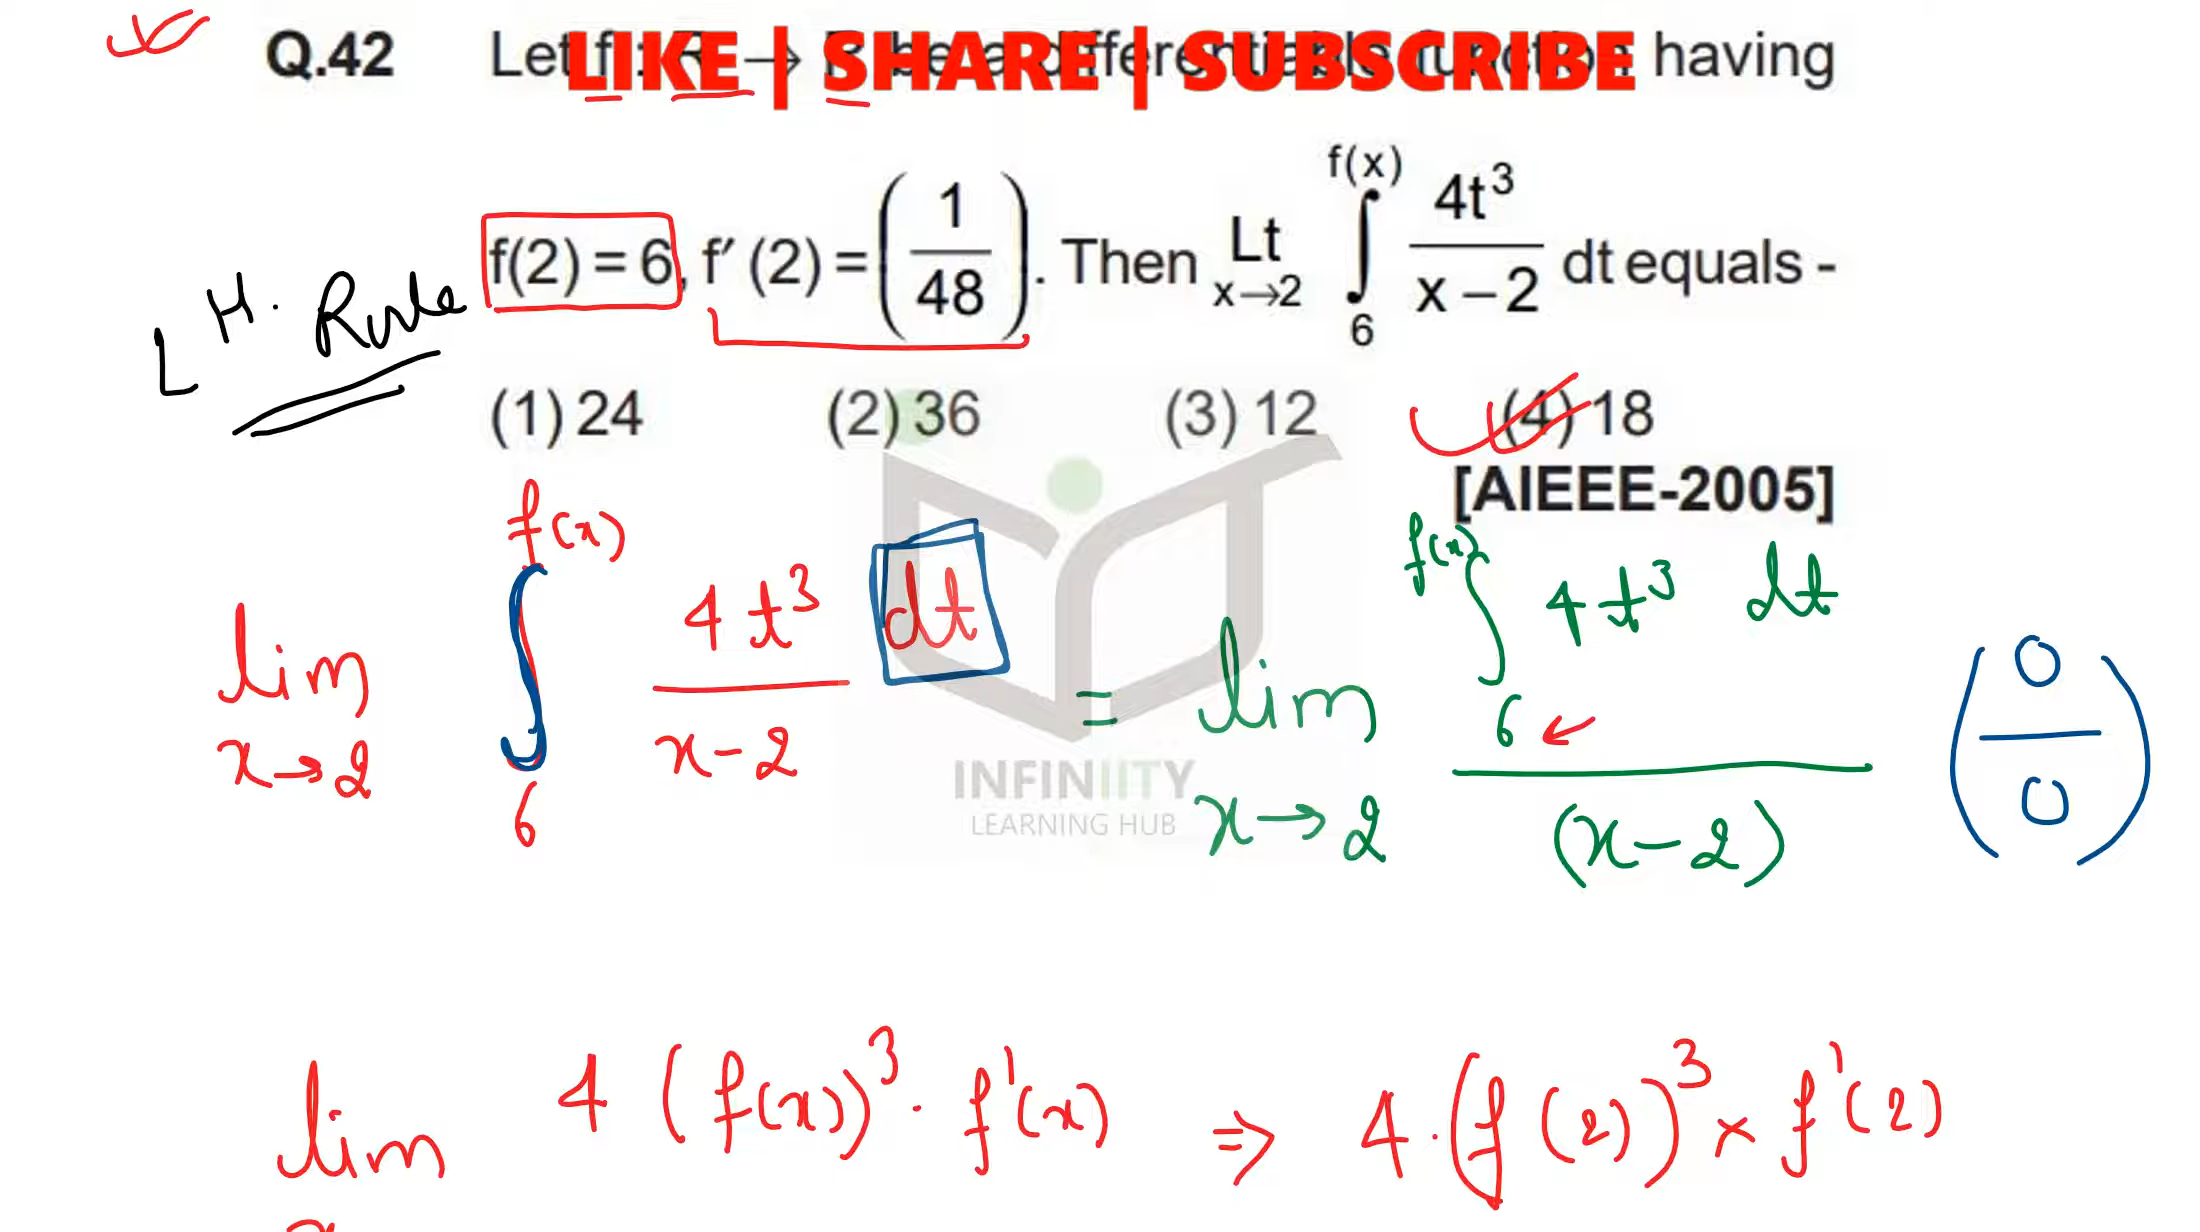 Q.42 Let f : R → R be a differentiable function having
LIKE | SHARE | SUBSCRIBE
f(2) = 6, f' (2) = (1/48). Then Lt x→2 ∫ 6 f(x) 4t³/(x – 2) dt equals -
L H. Rule
(1) 24 (2) 36 (3) 12 (4) 18
[AIEEE-2005]
lim x→2 ∫ 6 f(x) 4t³/(x-2) dt = lim x→2 ∫ 6 f(x) 4t³ dt / (x-2) (0/0)
INFINIITY
LEARNING HUB
lim 4 (f(x))³ · f'(x) ⇒ 4 · (f(2))³ × f'(2)